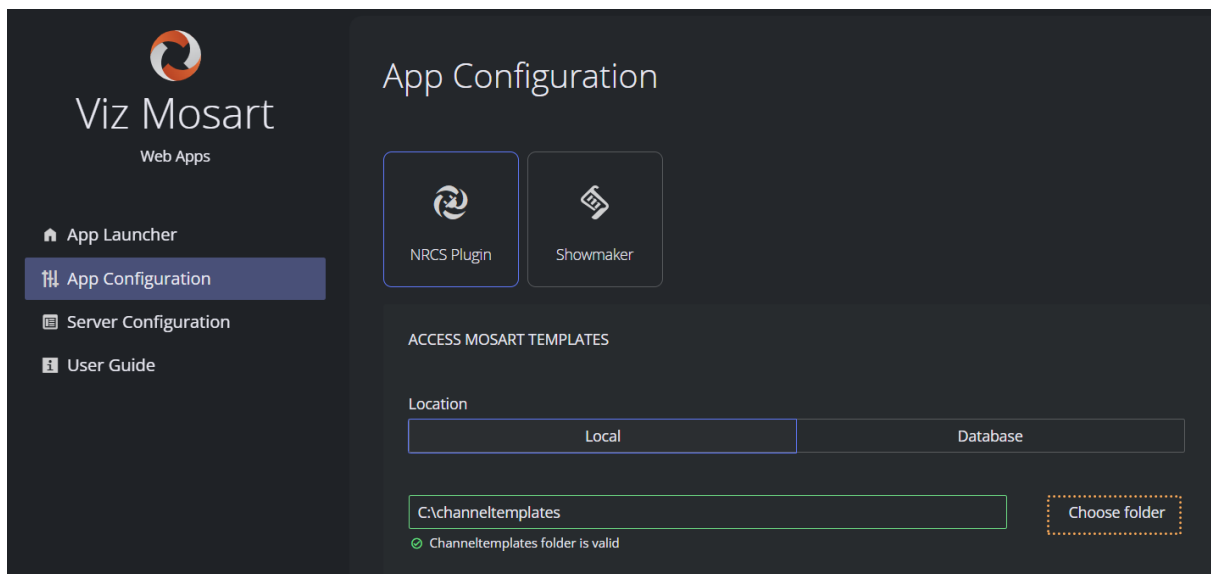 Viz Mosart
Web Apps
App Launcher
App Configuration
Server Configuration
User Guide
App Configuration
NRCS Plugin
Showmaker
ACCESS MOSART TEMPLATES
Location
Local
Database
C:\channeltemplates
Choose folder
Channeltemplates folder is valid